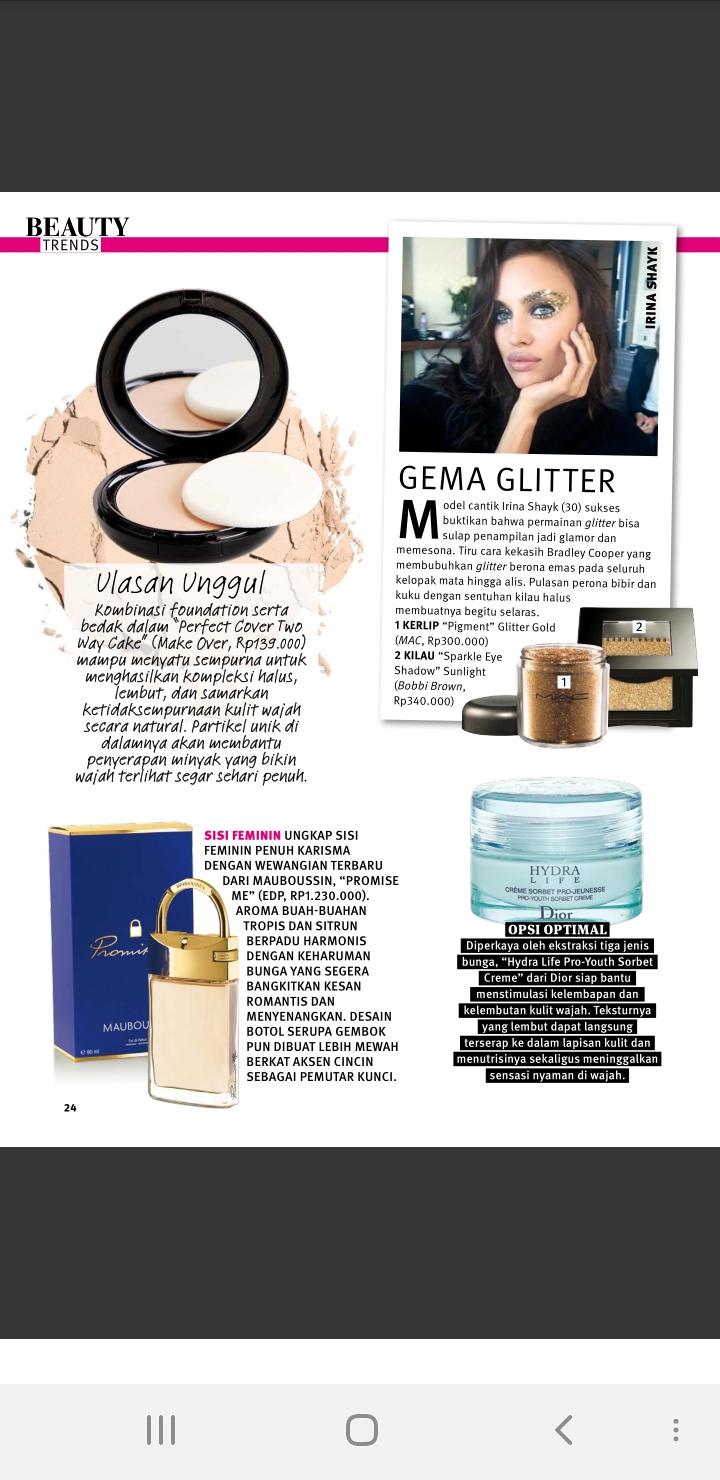 BEAUTY
TRENDS
IRINA SHAYK
GEMA GLITTER
Model cantik Irina Shayk (30) sukses
buktikan bahwa permainan glitter bisa
sulap penampilan jadi glamor dan
memesona. Tiru cara kekasih Bradley Cooper yang
membubuhkan glitter berona emas pada seluruh
kelopak mata hingga alis. Pulasan perona bibir dan
kuku dengan sentuhan kilau halus
membuatnya begitu selaras.
1 KERLIP “Pigment” Glitter Gold
(MAC, Rp300.000)
2 KILAU “Sparkle Eye
Shadow” Sunlight
(Bobbi Brown,
Rp340.000)
1
2
MAC
Ulasan Unggul
Kombinasi foundation serta
bedak dalam “Perfect Cover Two
Way Cake” (Make Over, Rp139.000)
mampu menyatu sempurna untuk
menghasilkan kompleksi halus,
lembut, dan samarkan
ketidaksempurnaan kulit wajah
secara natural. Partikel unik di
dalamnya akan membantu
penyerapan minyak yang bikin
wajah terlihat segar sehari penuh.
SISI FEMININ UNGKAP SISI
FEMININ PENUH KARISMA
DENGAN WEWANGIAN TERBARU
DARI MAUBOUSSIN, “PROMISE
ME” (EDP, RP1.230.000).
AROMA BUAH-BUAHAN
TROPIS DAN SITRUN
BERPADU HARMONIS
DENGAN KEHARUMAN
BUNGA YANG SEGERA
BANGKITKAN KESAN
ROMANTIS DAN
MENYENANGKAN. DESAIN
BOTOL SERUPA GEMBOK
PUN DIBUAT LEBIH MEWAH
BERKAT AKSEN CINCIN
SEBAGAI PEMUTAR KUNCI.
Promi
MAUBOU
℮ 90 ml
MAUBOUSSIN
HYDRA
LIFE
CRÈME SORBET PRO-JEUNESSE
PRO-YOUTH SORBET CREME
Dior
OPSI OPTIMAL
Diperkaya oleh ekstraksi tiga jenis
bunga, “Hydra Life Pro-Youth Sorbet
Creme” dari Dior siap bantu
menstimulasi kelembapan dan
kelembutan kulit wajah. Teksturnya
yang lembut dapat langsung
terserap ke dalam lapisan kulit dan
menutrisinya sekaligus meninggalkan
sensasi nyaman di wajah.
24